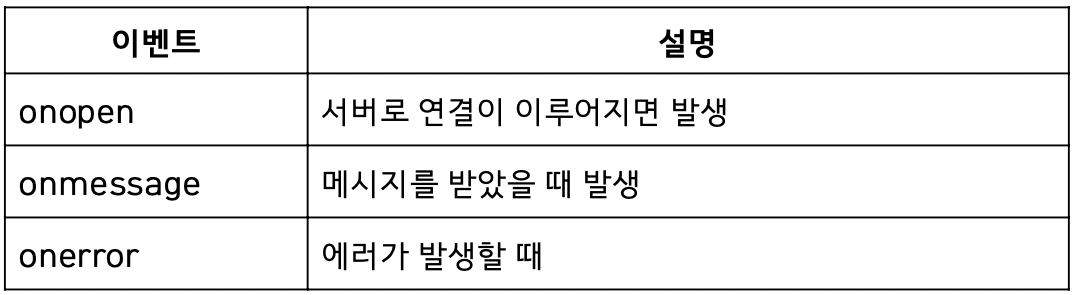 이벤트 설명
onopen 서버로 연결이 이루어지면 발생
onmessage 메시지를 받았을 때 발생
onerror 에러가 발생할 때